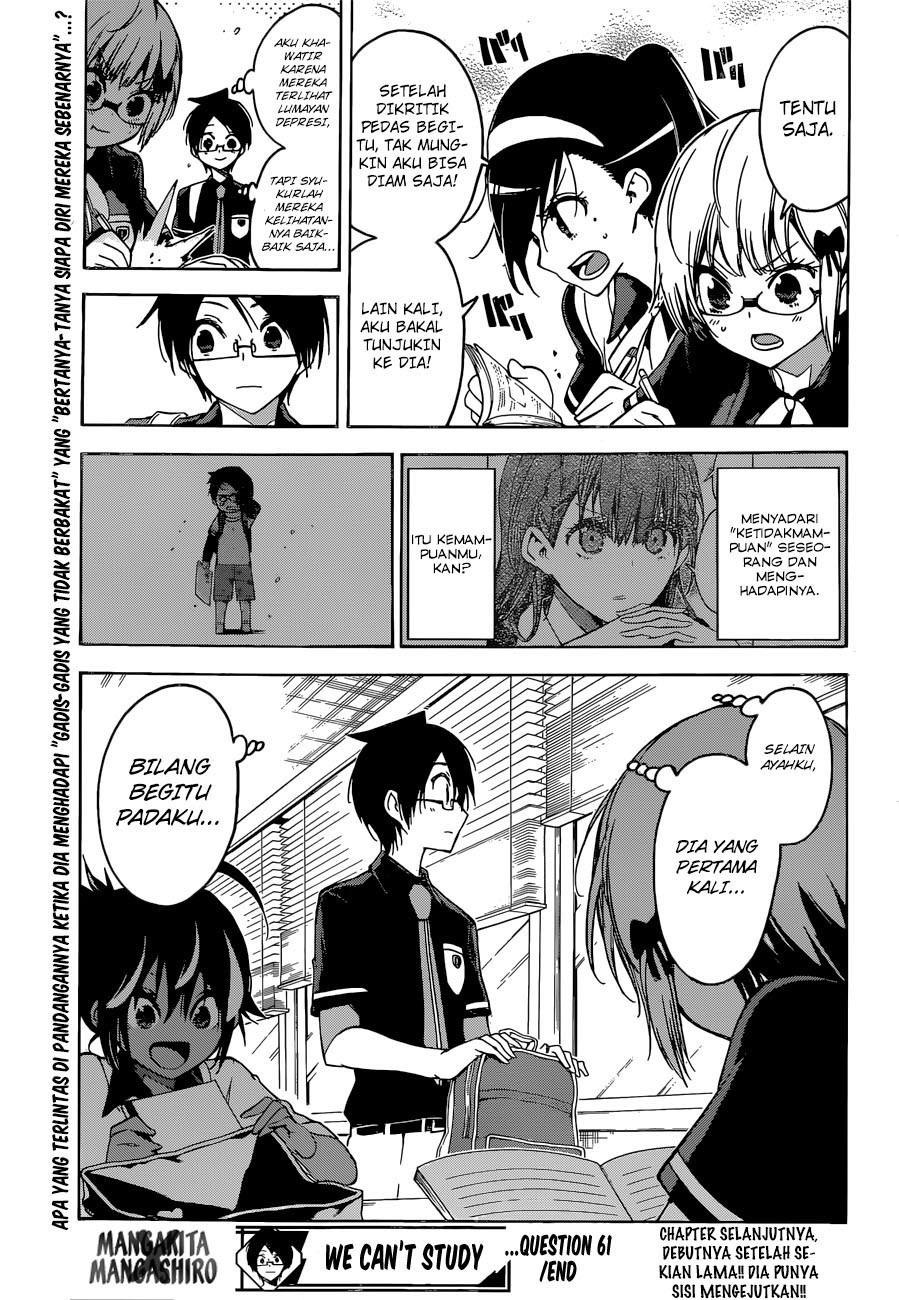 TENTU
SAJA.
SETELAH
DIKRITIK
PEDAS BEGI-
TU, TAK MUNG-
KIN AKU BISA
DIAM SAJA!
LAIN KALI,
AKU BAKAL
TUNJUKIN
KE DIA!
AKU KHA-
WATIR
KARENA
MEREKA
TERLIHAT
LUMAYAN
DEPRESI,
TAPI SYU-
KURLAH
MEREKA
KELIHATAN-
NYA BAIK-
BAIK SAJA...
MENYADARI
"KETIDAKMAM-
PUAN" SESEO-
RANG DAN
MENG-
HADAPINYA.
ITU KEMAM-
PUANMU,
KAN?
SELAIN
AYAHKU,
DIA YANG
PERTAMA
KALI...
BILANG
BEGITU
PADAKU...
APA YANG TERLINTAS DI PANDANGANNYA KETIKA DIA MENGHADAPI "GADIS-GADIS YANG TIDAK BERBAKAT" YANG "BERTANYA-TANYA SIAPA DIRI MEREKA SEBENARNYA"...?
MANGAKITA
X
MANGASHIRO
WE CAN'T STUDY
...QUESTION 61
/END
CHAPTER SELANJUTNYA,
DEBUTNYA SETELAH SE-
KIAN LAMA!! DIA PUNYA
SISI MENGEJUTKAN!!